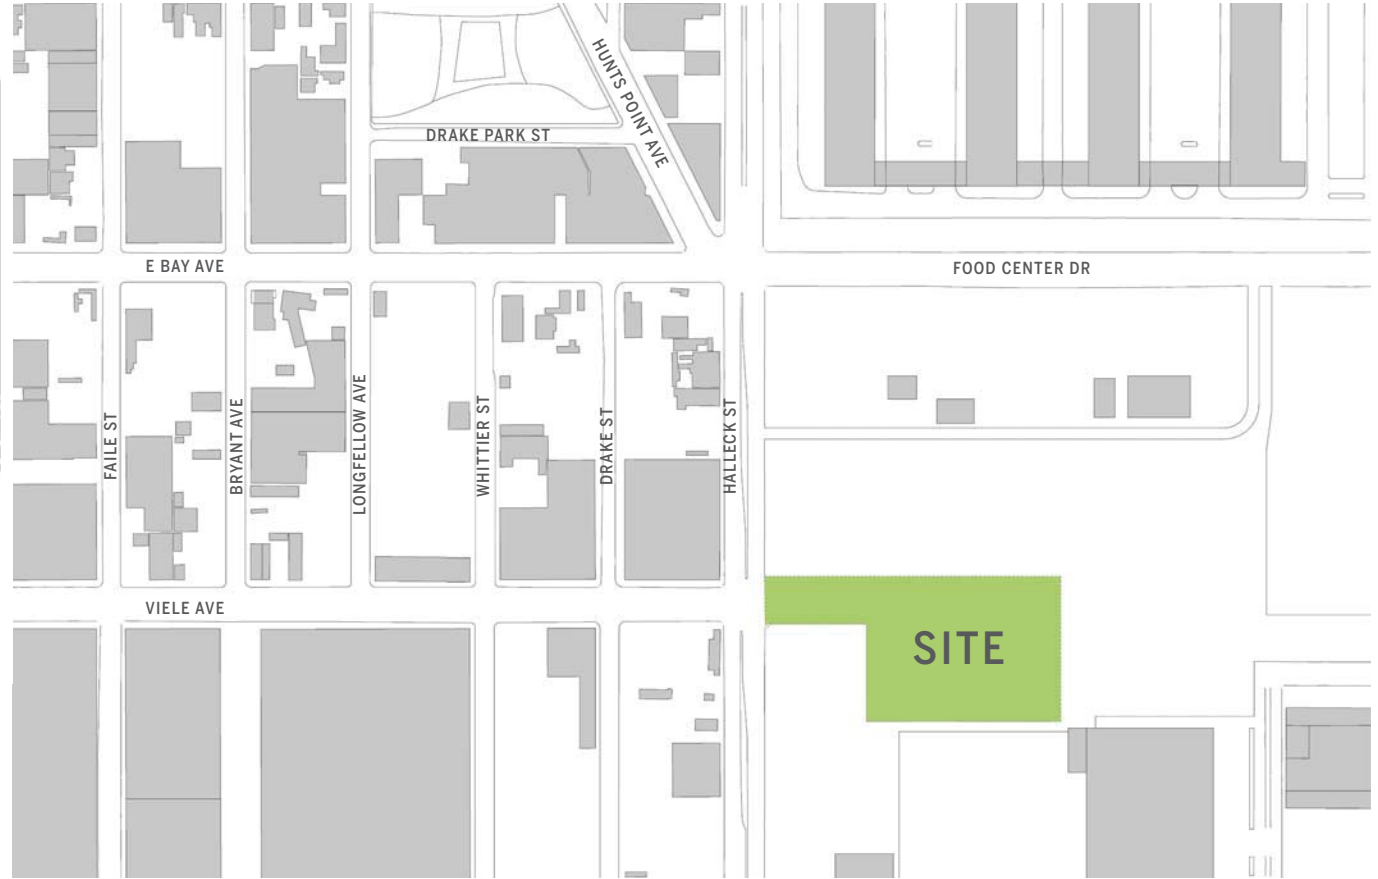 HUNTS POINT AVE
DRAKE PARK ST
E BAY AVE
FOOD CENTER DR
FAILE ST
BRYANT AVE
LONGFELLOW AVE
WHITTIER ST
DRAKE ST
HALLECK ST
VIELE AVE
SITE